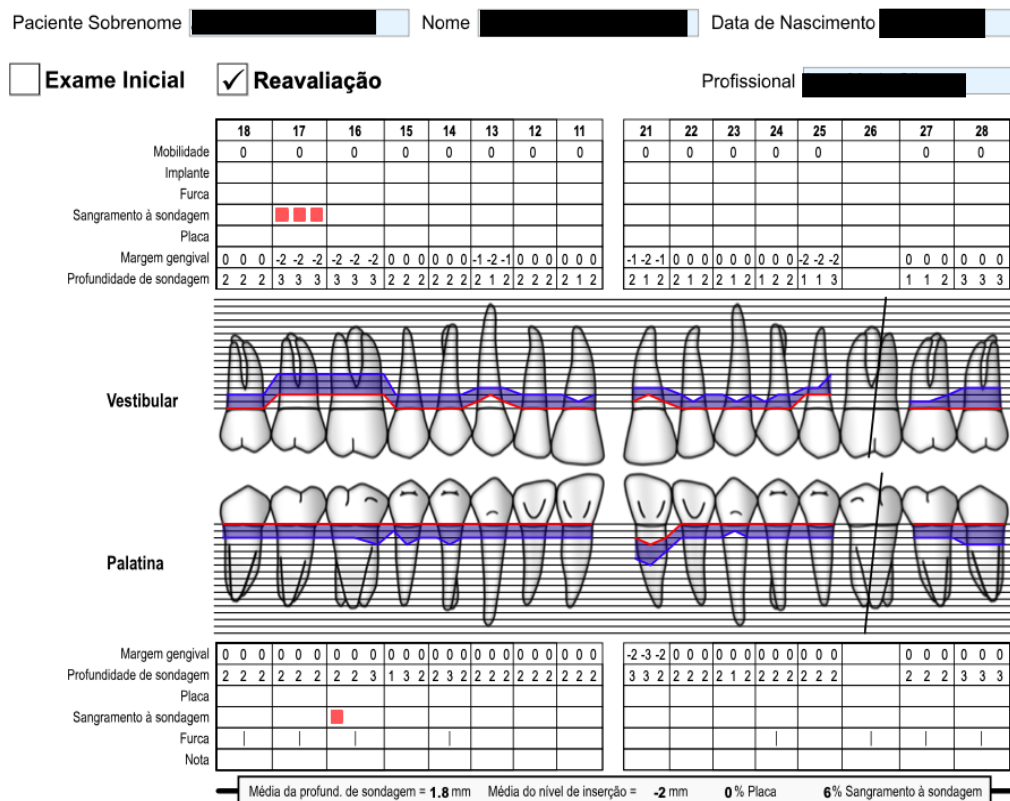 Paciente Sobrenome Nome Data de Nascimento
Exame Inicial Reavaliação Profissional
18 17 16 15 14 13 12 11 21 22 23 24 25 26 27 28
Mobilidade 0 0 0 0 0 0 0 0 0 0 0 0 0 0 0
Implante
Furca
Sangramento à sondagem
Placa
Margem gengival 0 0 0 -2 -2 -2 -2 -2 -2 0 0 0 0 0 0 -1 -2 -1 0 0 0 0 0 0 -1 -2 -1 0 0 0 0 0 0 0 0 0 -2 -2 -2 0 0 0 0 0 0
Profundidade de sondagem 2 2 2 3 3 3 3 3 3 2 2 2 2 2 2 2 1 2 2 2 2 2 1 2 2 1 2 2 1 2 2 1 2 1 2 2 1 1 3 1 1 2 3 3 3
Vestibular
Palatina
Margem gengival 0 0 0 0 0 0 0 0 0 0 0 0 0 0 0 0 0 0 0 0 0 0 0 0 -2 -3 -2 0 0 0 0 0 0 0 0 0 0 0 0 0 0 0 0 0 0
Profundidade de sondagem 2 2 2 2 2 2 2 2 3 1 3 2 2 3 2 2 2 2 2 2 2 2 2 2 3 3 2 2 2 2 2 1 2 2 2 2 2 2 2 2 2 2 3 3 3
Placa
Sangramento à sondagem
Furca
Nota
Média da profund. de sondagem = 1.8 mm Média do nível de inserção = -2 mm 0 % Placa 6 % Sangramento à sondagem